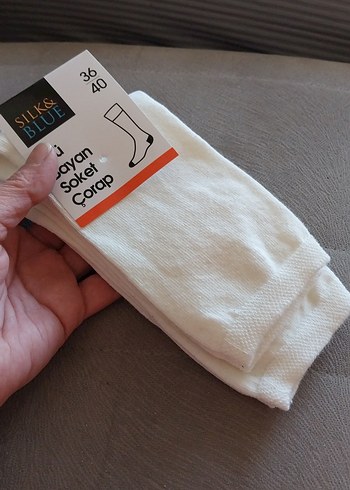 SILK&
BLUE
36
40
Bayan
Soket
Çorap